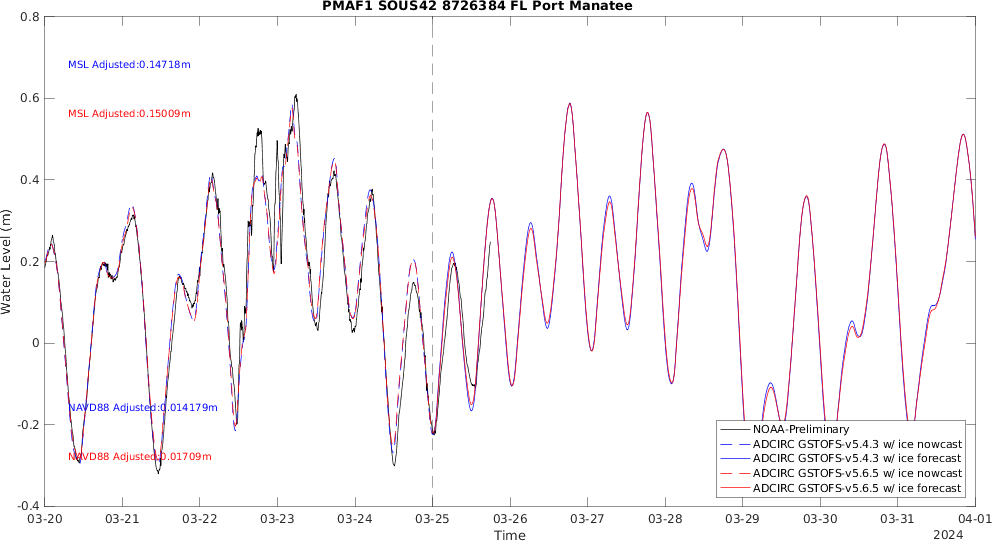 PMAF1 SOUS42 8726384 FL Port Manatee
Water Level (m)
0.8
0.6
0.4
0.2
0
-0.2
-0.4
MSL Adjusted:0.14718m
MSL Adjusted:0.15009m
NAVD88 Adjusted:0.014179m
NAVD88 Adjusted:0.01709m
NOAA-Preliminary
ADCIRC GSTOFS-v5.4.3 w/ ice nowcast
ADCIRC GSTOFS-v5.4.3 w/ ice forecast
ADCIRC GSTOFS-v5.6.5 w/ ice nowcast
ADCIRC GSTOFS-v5.6.5 w/ ice forecast
03-20 03-21 03-22 03-23 03-24 03-25 03-26 03-27 03-28 03-29 03-30 03-31 04-01
Time
2024